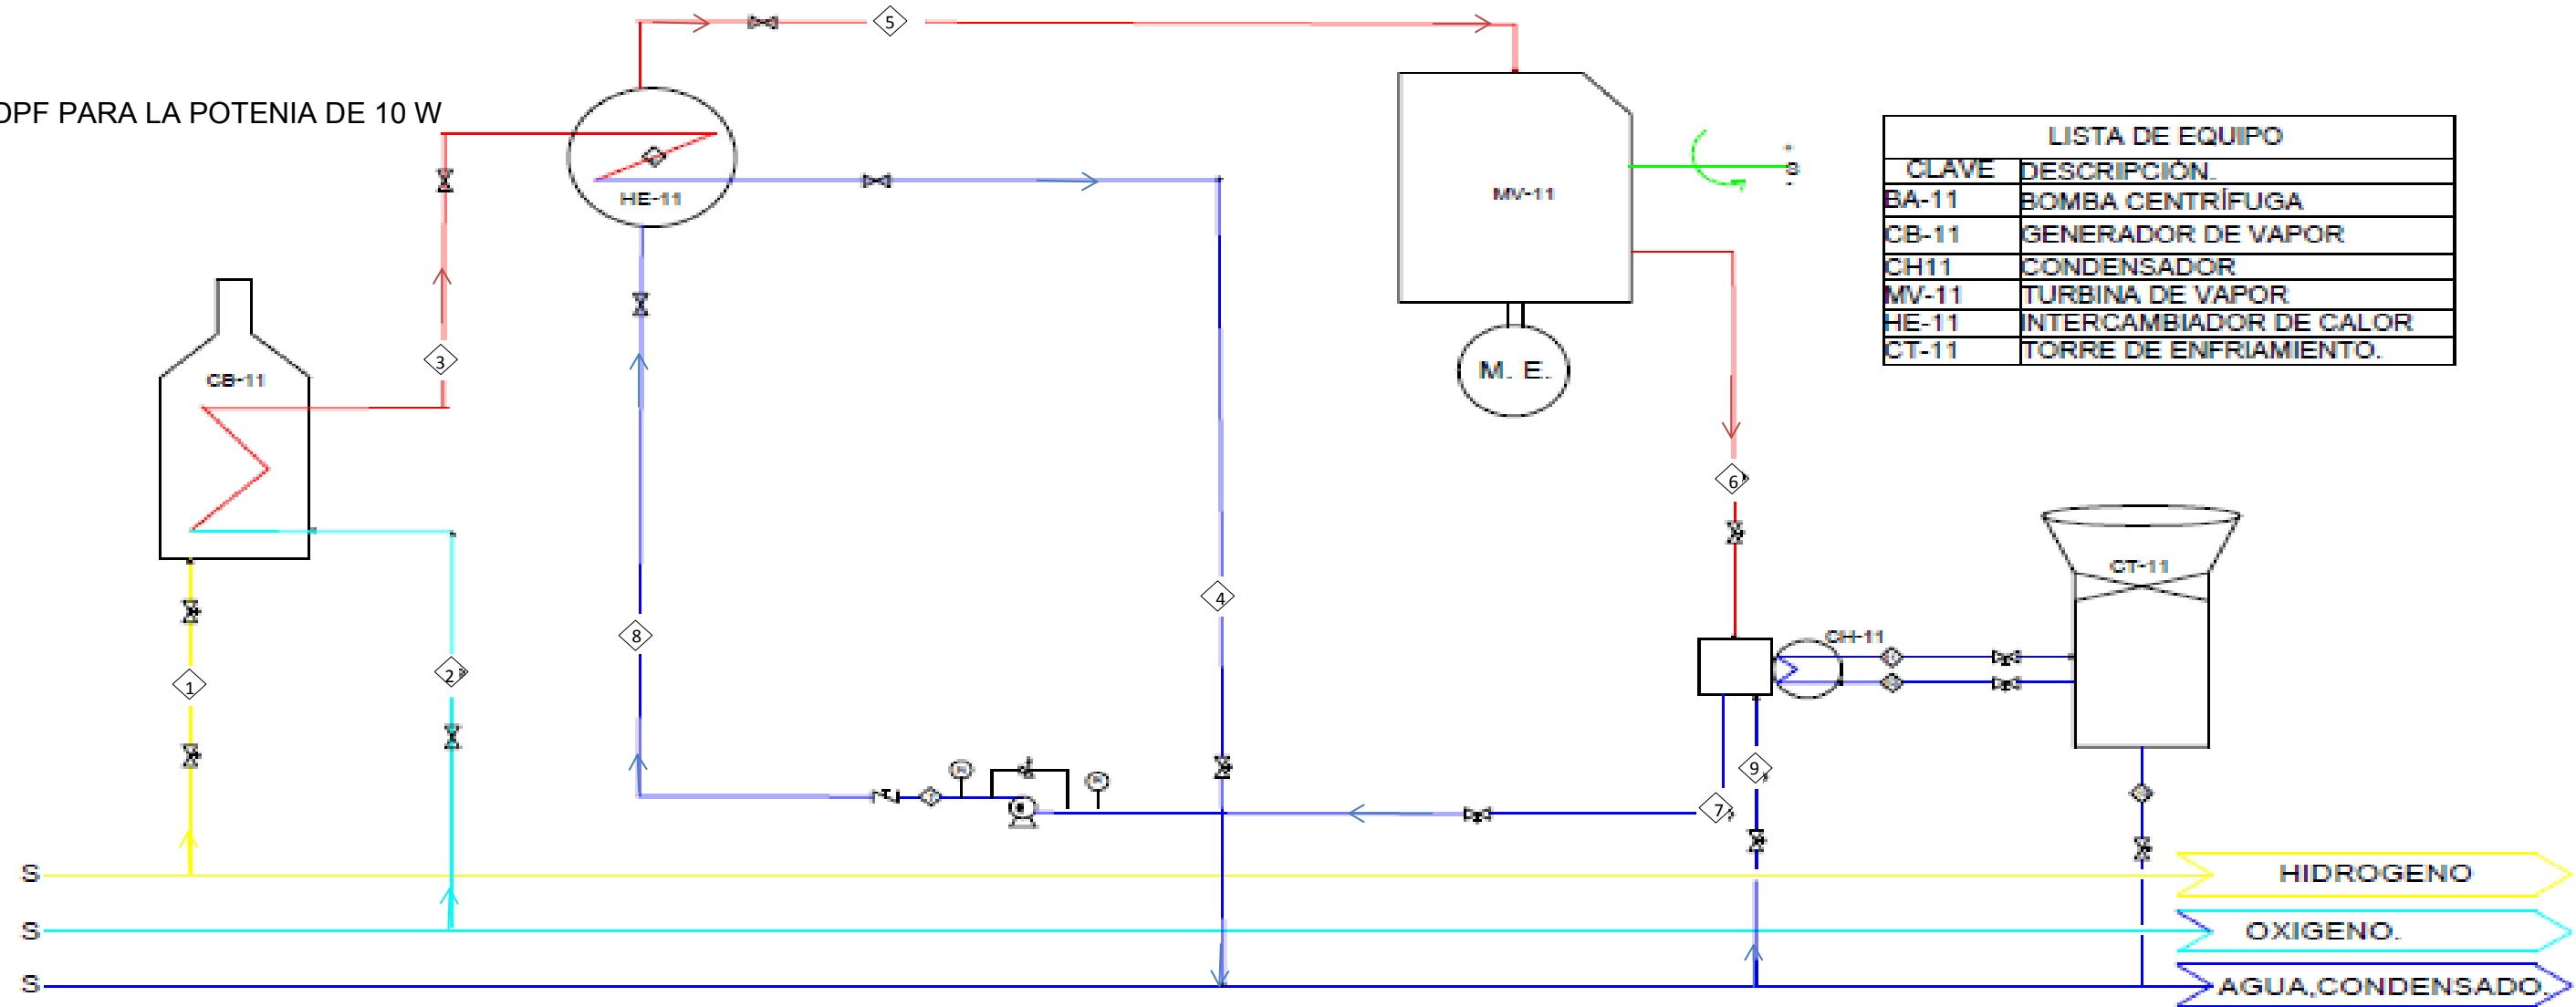 5
DPF PARA LA POTENIA DE 10 W
LISTA DE EQUIPO
CLAVE DESCRIPCIÓN.
BA-11 BOMBA CENTRÍFUGA
CB-11 GENERADOR DE VAPOR
CH11 CONDENSADOR
MV-11 TURBINA DE VAPOR
HE-11 INTERCAMBIADOR DE CALOR
CT-11 TORRE DE ENFRIAMIENTO.
HE-11
MV-11
S
CB-11
3
M. E.
6
CT-11
4
8
CH-11
2
1
9
7
S
HIDROGENO
S
OXIGENO.
S
AGUA,CONDENSADO.